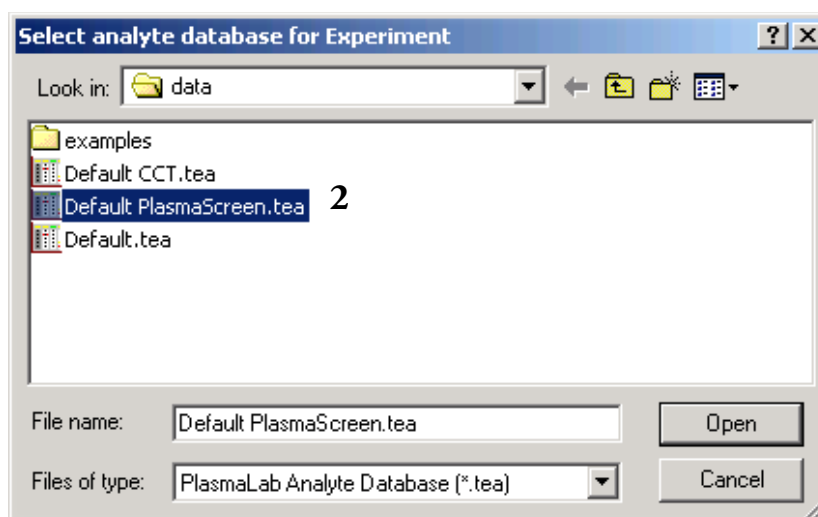 Select analyte database for Experiment
Look in: data
examples
Default CCT.tea
Default PlasmaScreen.tea 2
Default.tea
File name: Default PlasmaScreen.tea Open
Files of type: PlasmaLab Analyte Database (*.tea) Cancel